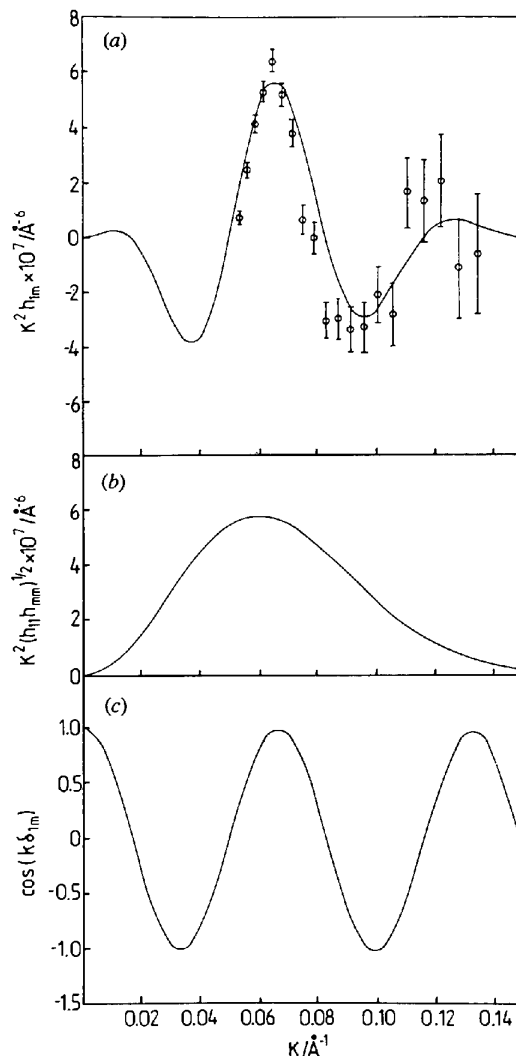 (a)
8
6
4
2
0
-2
-4
-6
K² h₁ₘ × 10⁷/Å⁻⁶
(b)
8
6
4
2
0
K² (h₁₁ hₘₘ)^1/2 × 10⁷/Å⁻⁶
(c)
1.0
0.5
0
-0.5
-1.0
-1.5
cos(kδ₁ₘ)
0.02 0.04 0.06 0.08 0.10 0.12 0.14
K/Å⁻¹